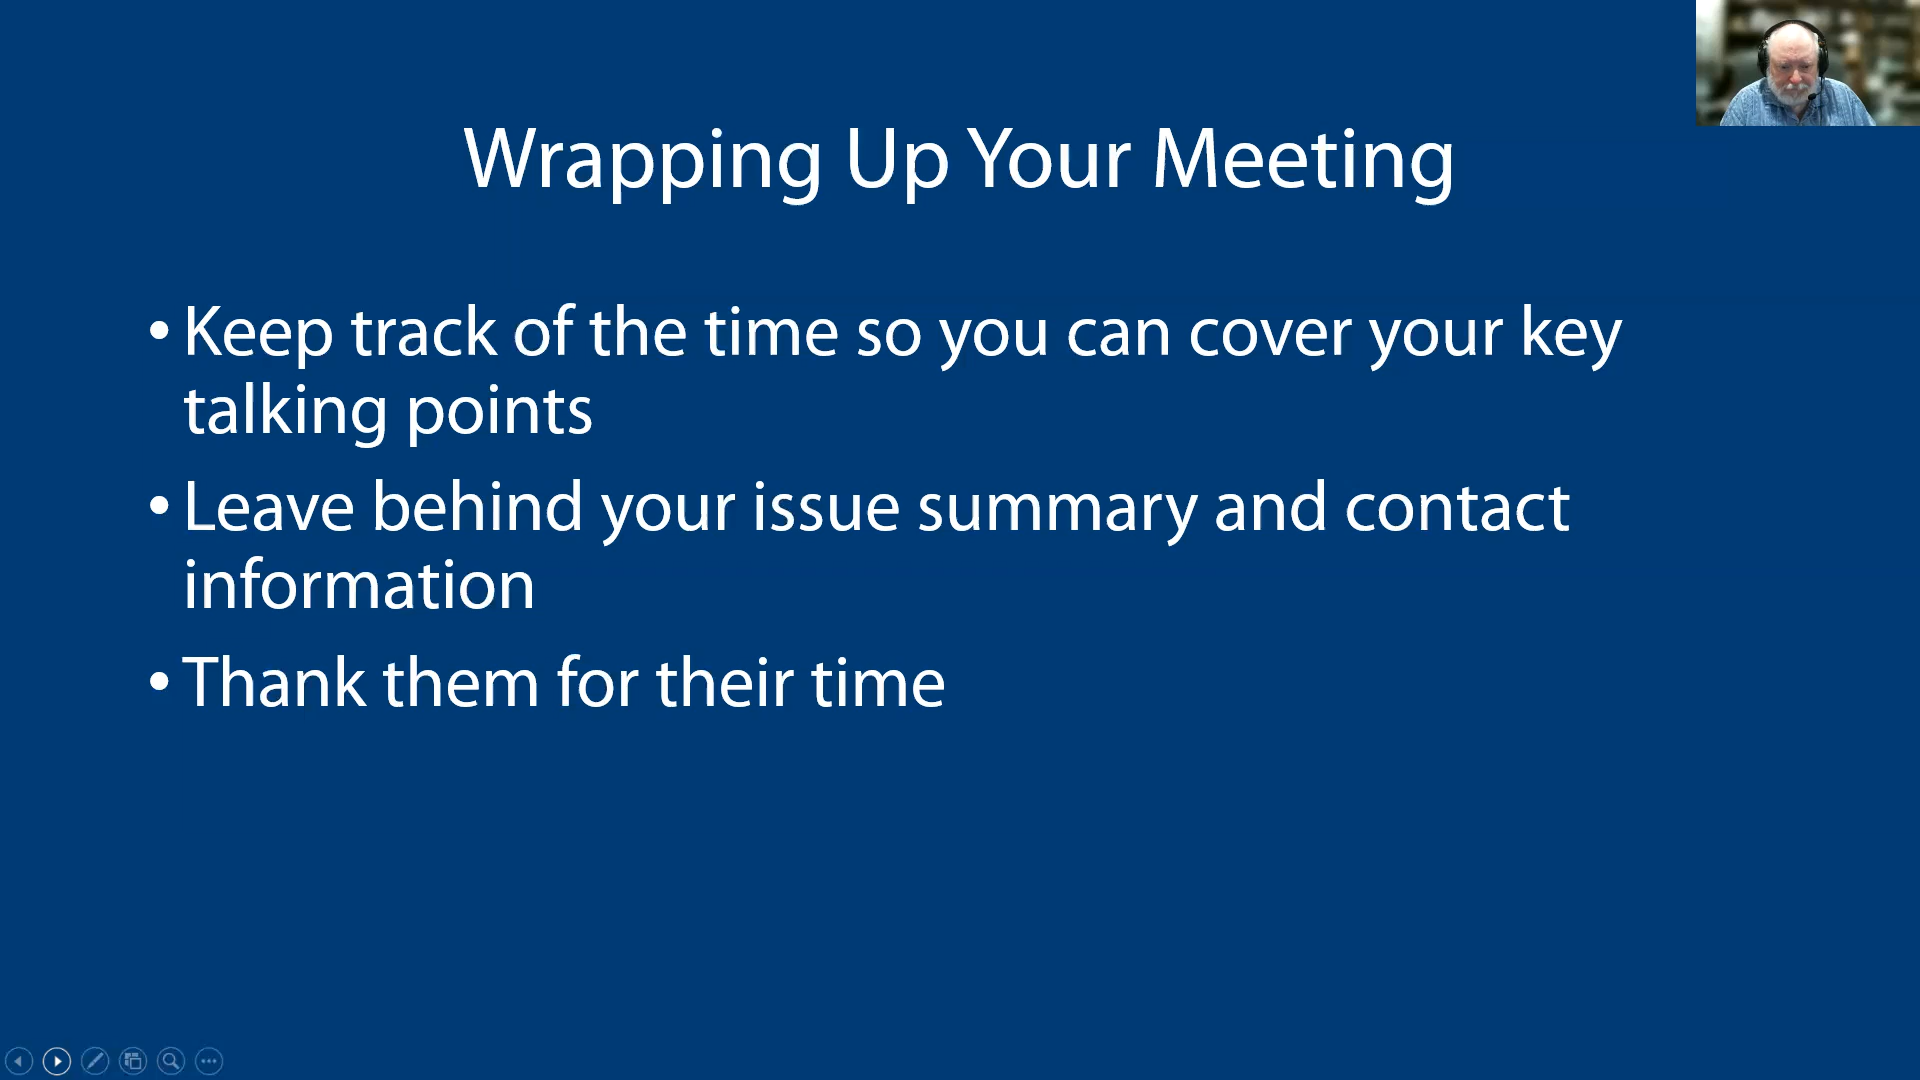 Wrapping Up Your Meeting
• Keep track of the time so you can cover your key
talking points
• Leave behind your issue summary and contact
information
• Thank them for their time